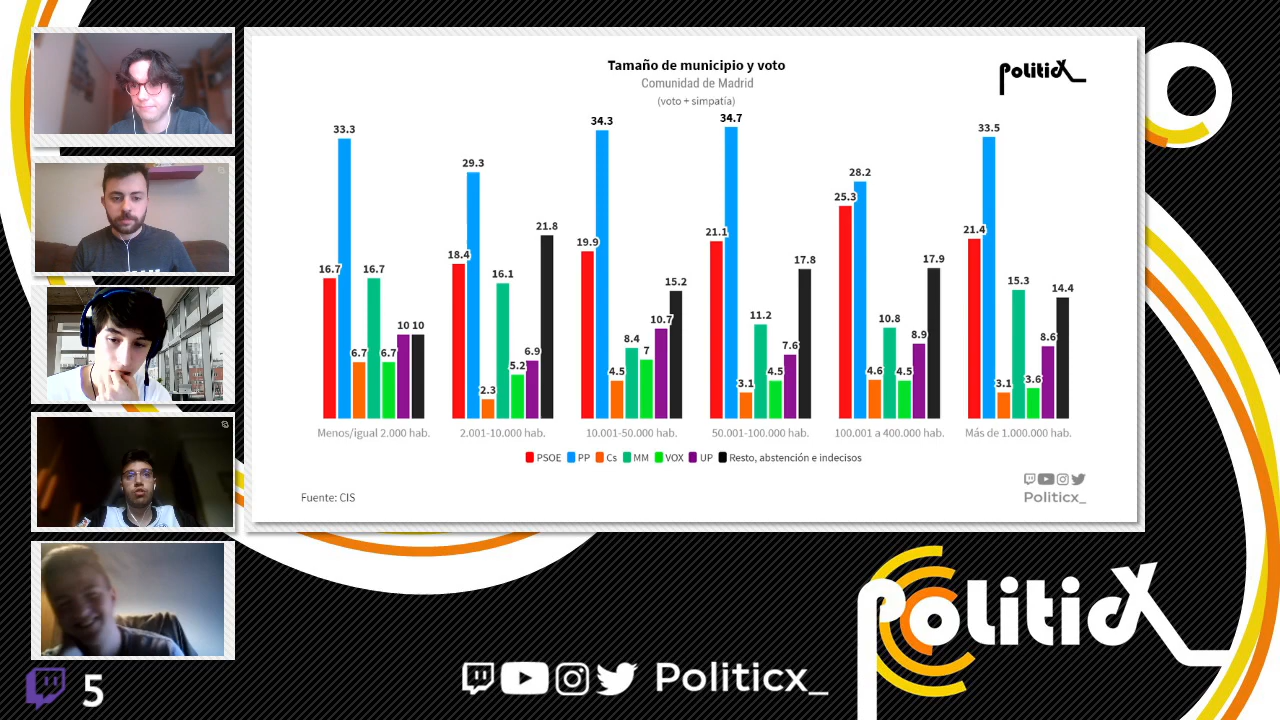 Tamaño de municipio y voto
Comunidad de Madrid
(voto + simpatía)
PolitiCX
33.3
16.7
16.7
6.7
6.7
10
10
29.3
18.4
2.3
16.1
5.2
6.9
21.8
34.3
19.9
4.5
8.4
7
10.7
15.2
34.7
21.1
3.1
11.2
4.5
7.6
17.8
28.2
25.3
4.6
10.8
4.5
8.9
17.9
33.5
21.4
3.1
15.3
3.6
8.6
14.4
Menos/igual 2.000 hab.
2.001-10.000 hab.
10.001-50.000 hab.
50.001-100.000 hab.
100.001 a 400.000 hab.
Más de 1.000.000 hab.
PSOE PP Cs MM VOX UP Resto, abstención e indecisos
Fuente: CIS
Politicx_
PolitiCX
5
Politicx_